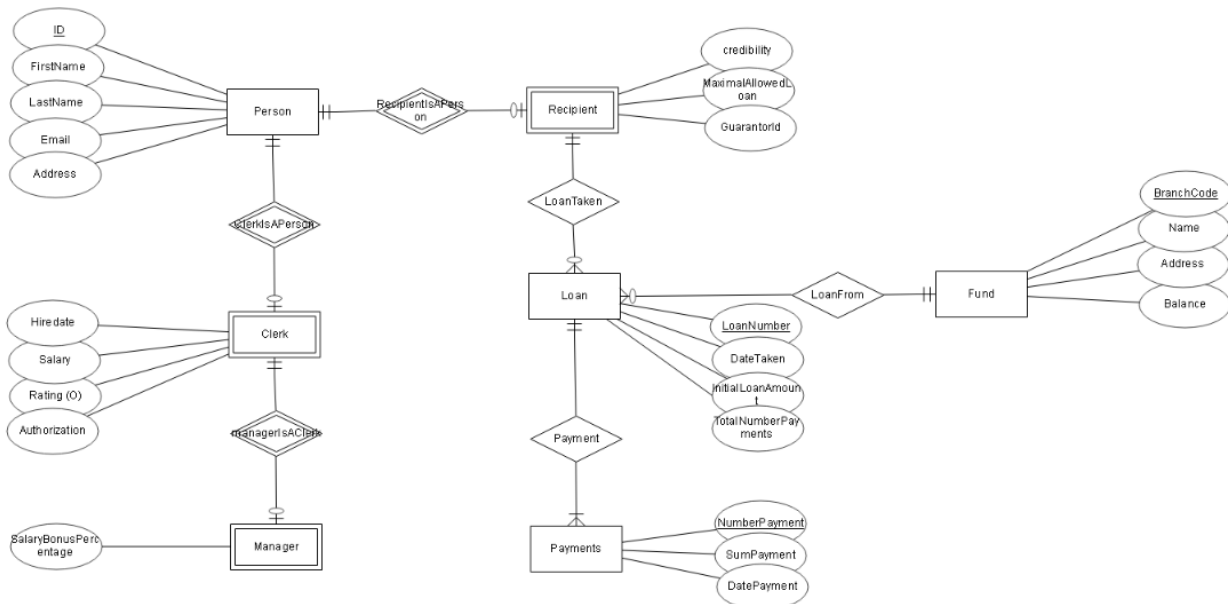 ID
FirstName
LastName
Email
Address
Person
RecipientIsAPers
on
Recipient
credibility
MaximalAllowedL
oan
GuarantorId
ClerkIsAPerson
LoanTaken
BranchCode
Name
Address
Balance
Fund
LoanFrom
Loan
LoanNumber
DateTaken
InitialLoanAmoun
t
TotalNumberPay
ments
Hiredate
Salary
Rating (O)
Authorization
Clerk
managerIsAClerk
Payment
SalaryBonusPerc
entage
Manager
Payments
NumberPayment
SumPayment
DatePayment